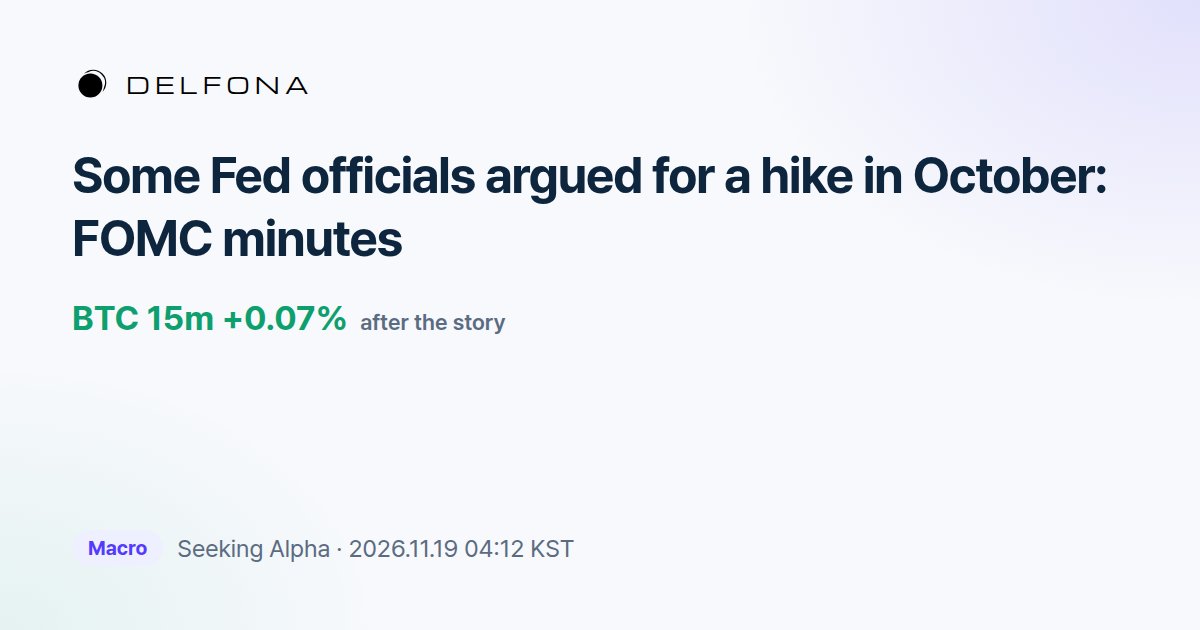 DELFONA
Some Fed officials argued for a hike in October:
FOMC minutes
BTC 15m +0.07% after the story
Macro Seeking Alpha · 2026.11.19 04:12 KST